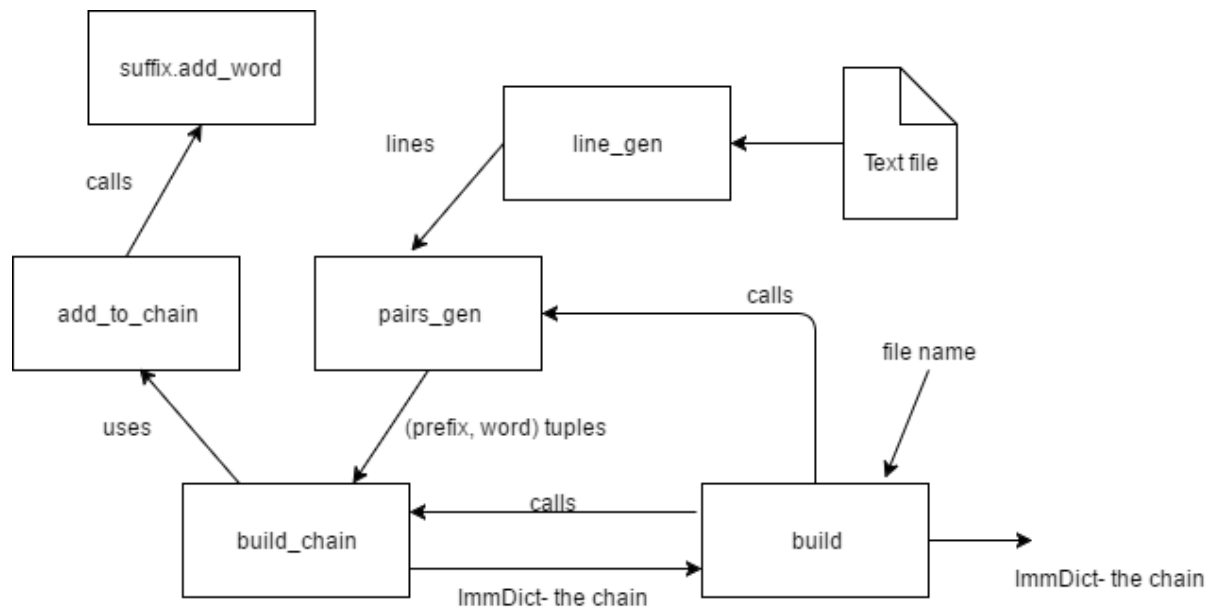 suffix.add_word
line_gen
lines
Text file
calls
add_to_chain
pairs_gen
calls
file name
uses
(prefix, word) tuples
calls
build_chain
build
ImmDict- the chain
ImmDict- the chain